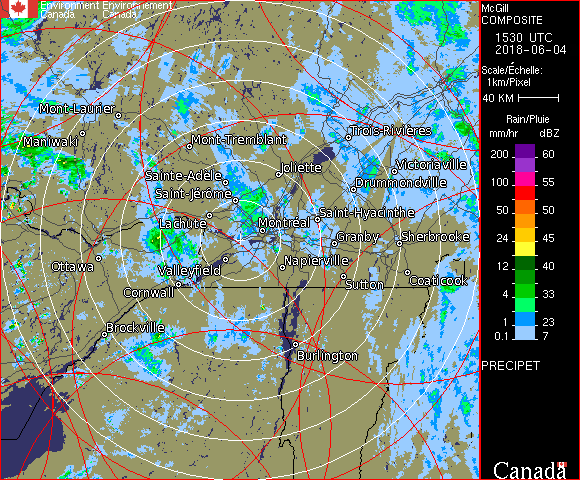 Environment Environnement
Canada Canada
Mont-Laurier
Maniwaki
Mont-Tremblant
Trois-Rivières
Joliette
Victoriaville
Sainte-Adèle
Drummondville
Saint-Jérôme
Saint-Hyacinthe
Lachute
Montréal
Granby
Sherbrooke
Ottawa
Valleyfield
Napierville
Cornwall
Sutton
Coaticook
Brockville
Burlington
McGill
COMPOSITE
1530 UTC
2018-06-04
Scale/Échelle:
1km/Pixel
40 KM
Rain/Pluie
mm/hr dBZ
200 60
100 55
50 50
24 45
12 40
4 33
1 23
0.1 7
PRECIPET
Canada